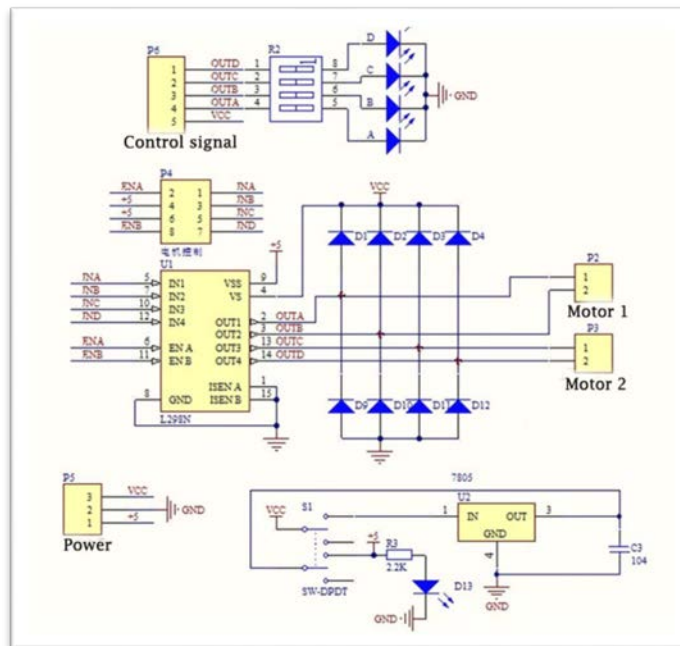 P6
OUTD 1
OUTC 2
OUTB 3
OUTA 4
VCC 5
Control signal
R2
1 8 D
2 7 C
3 6 B
4 5 A
GND
P4
ENA 2 1 INA
+5 4 3 INB
+5 6 5 INC
ENB 8 7 IND
电机控制
U1
INA 5 IN1
INB 7 IN2
INC 10 IN3
IND 12 IN4
ENA 6 EN A
ENB 11 EN B
8 GND
L298N
+5
VSS 9
VS 4
OUT1 2 OUTA
OUT2 3 OUTB
OUT3 13 OUTC
OUT4 14 OUTD
ISEN A 1
ISEN B 15
VCC
D1 D2 D3 D4
D9 D10 D12
P2
1
2
Motor 1
P3
1
2
Motor 2
P5
3 VCC
2 GND
1 +5
Power
7805
U2
1 IN OUT 3
GND
4
GND
C3
104
VCC
S1
SW-DPDT
+5
R3
2.2K
D13
GND